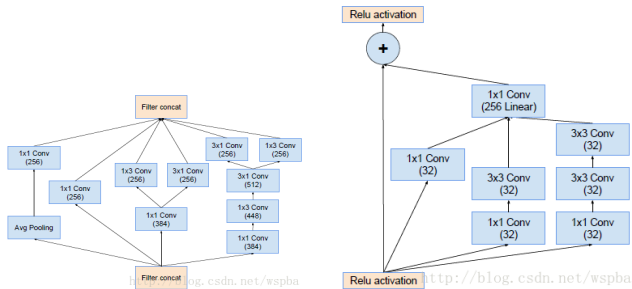 Filter concat
1x1 Conv
(256)
Avg Pooling
1x1 Conv
(256)
1x3 Conv
(256)
3x1 Conv
(256)
1x1 Conv
(384)
3x1 Conv
(256)
1x3 Conv
(256)
3x1 Conv
(512)
1x3 Conv
(448)
1x1 Conv
(384)
Filter concat
http://blog.csdn.net/wspba
Relu activation
+
1x1 Conv
(256 Linear)
1x1 Conv
(32)
3x3 Conv
(32)
1x1 Conv
(32)
3x3 Conv
(32)
3x3 Conv
(32)
1x1 Conv
(32)
Relu activation
http://blog.csdn.net/wspba